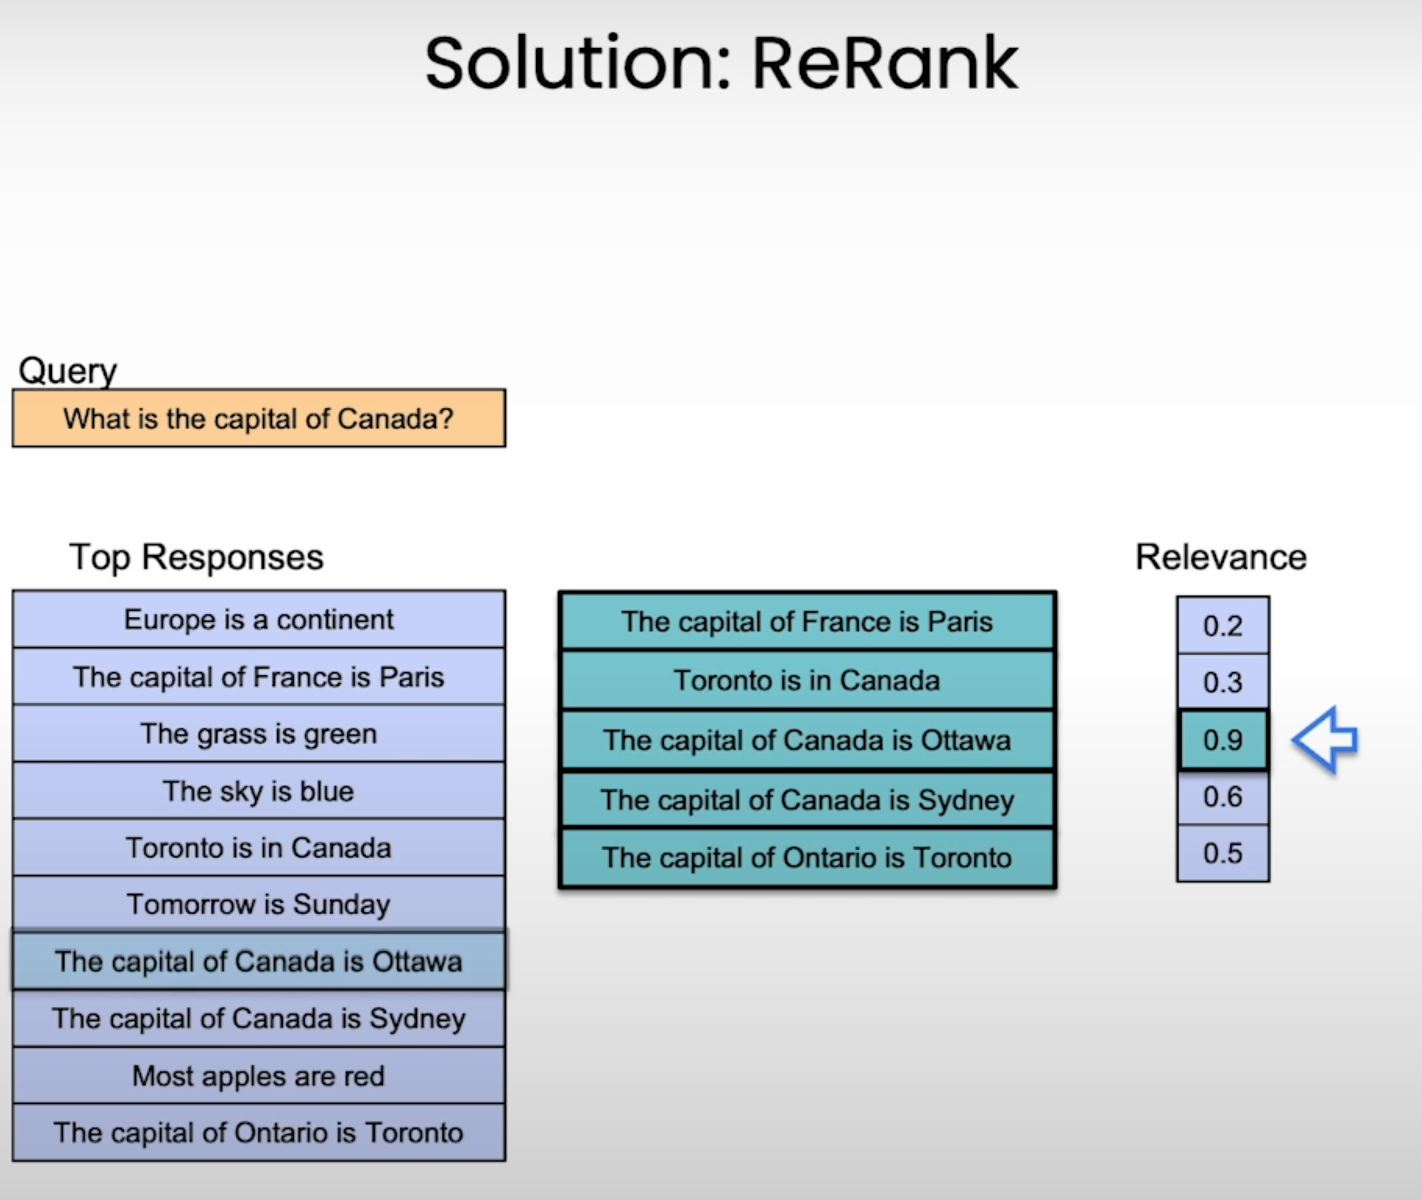 Solution: ReRank
Query
What is the capital of Canada?
Top Responses
Europe is a continent
The capital of France is Paris
The grass is green
The sky is blue
Toronto is in Canada
Tomorrow is Sunday
The capital of Canada is Ottawa
The capital of Canada is Sydney
Most apples are red
The capital of Ontario is Toronto
The capital of France is Paris
Toronto is in Canada
The capital of Canada is Ottawa
The capital of Canada is Sydney
The capital of Ontario is Toronto
Relevance
0.2
0.3
0.9
0.6
0.5